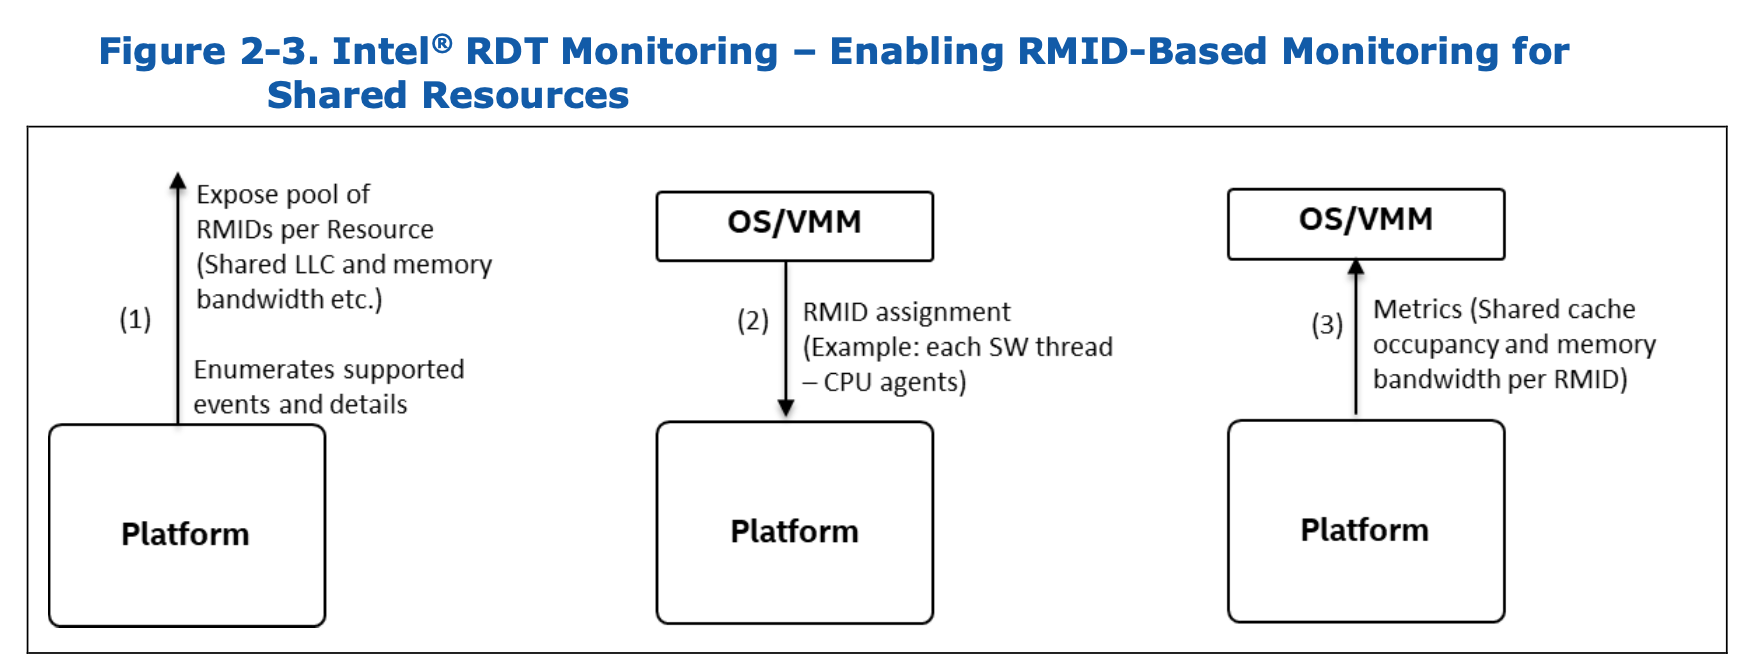 Figure 2-3. Intel® RDT Monitoring – Enabling RMID-Based Monitoring for
Shared Resources
Expose pool of
RMIDs per Resource
(Shared LLC and memory
bandwidth etc.)
(1)
Enumerates supported
events and details
Platform
OS/VMM
(2)
RMID assignment
(Example: each SW thread
– CPU agents)
Platform
OS/VMM
(3)
Metrics (Shared cache
occupancy and memory
bandwidth per RMID)
Platform